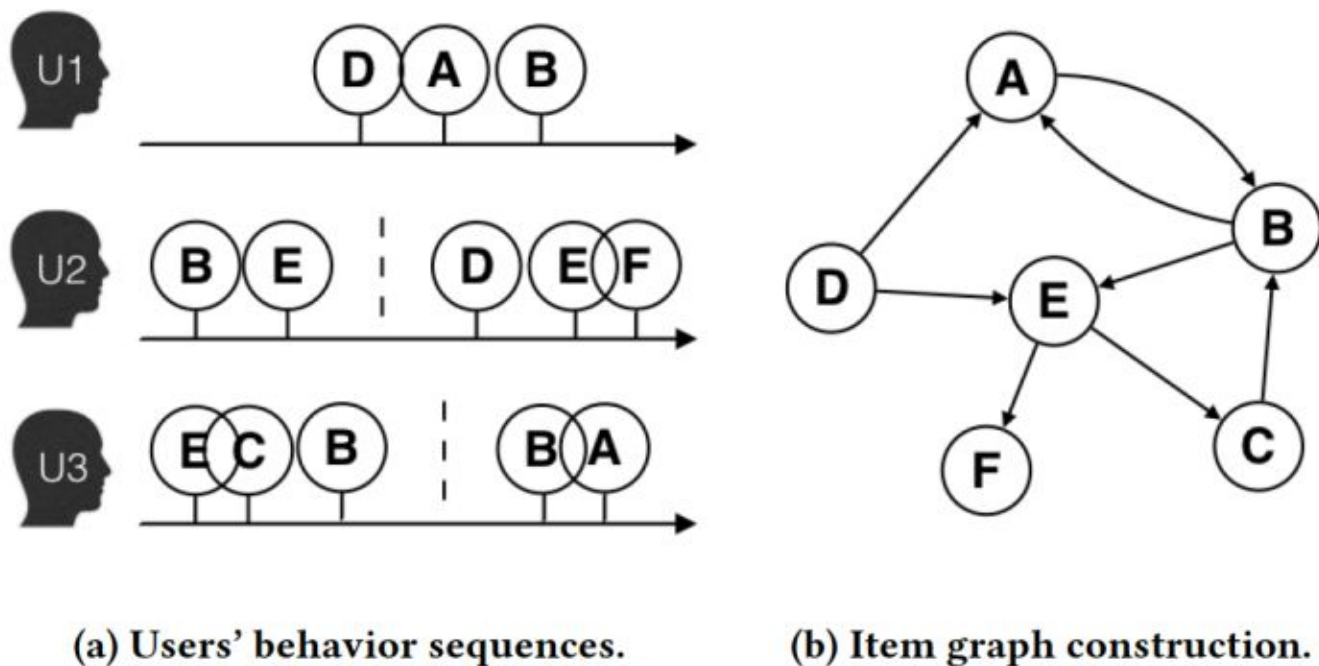 U1
D A B
U2
B E D E F
U3
E C B B A
A
B
D
E
C
F
(a) Users' behavior sequences.
(b) Item graph construction.